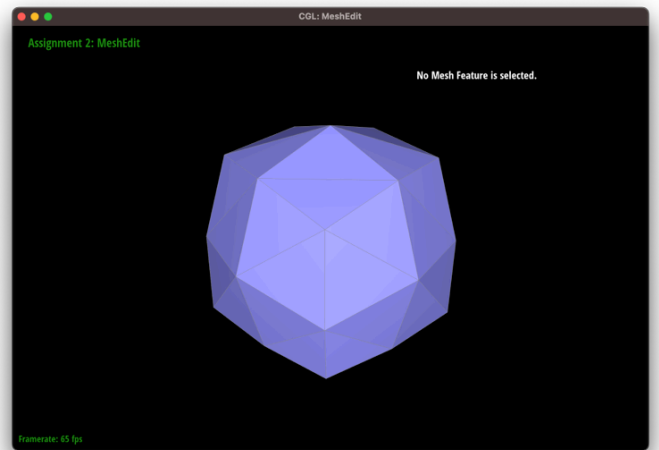 CGL: MeshEdit
Assignment 2: MeshEdit
No Mesh Feature is selected.
Framerate: 65 fps